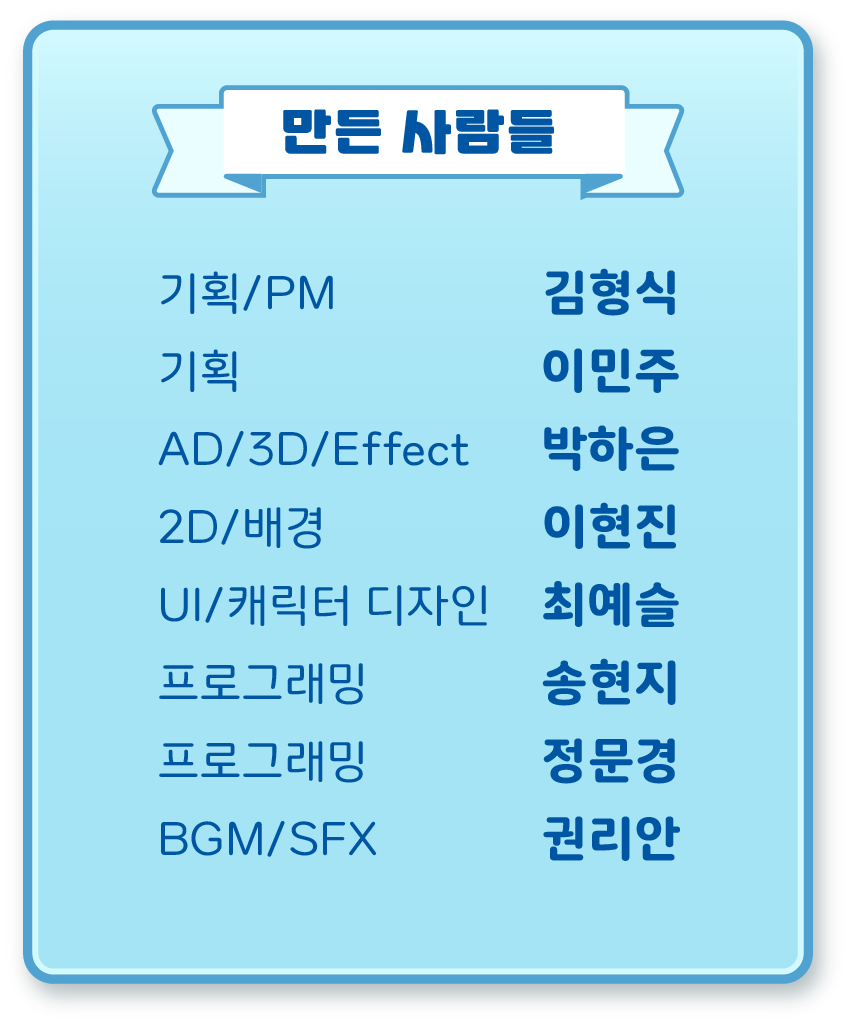 만든 사람들
기획/PM 김형식
기획 이민주
AD/3D/Effect 박하은
2D/배경 이현진
UI/캐릭터 디자인 최예슬
프로그래밍 송현지
프로그래밍 정문경
BGM/SFX 권리안